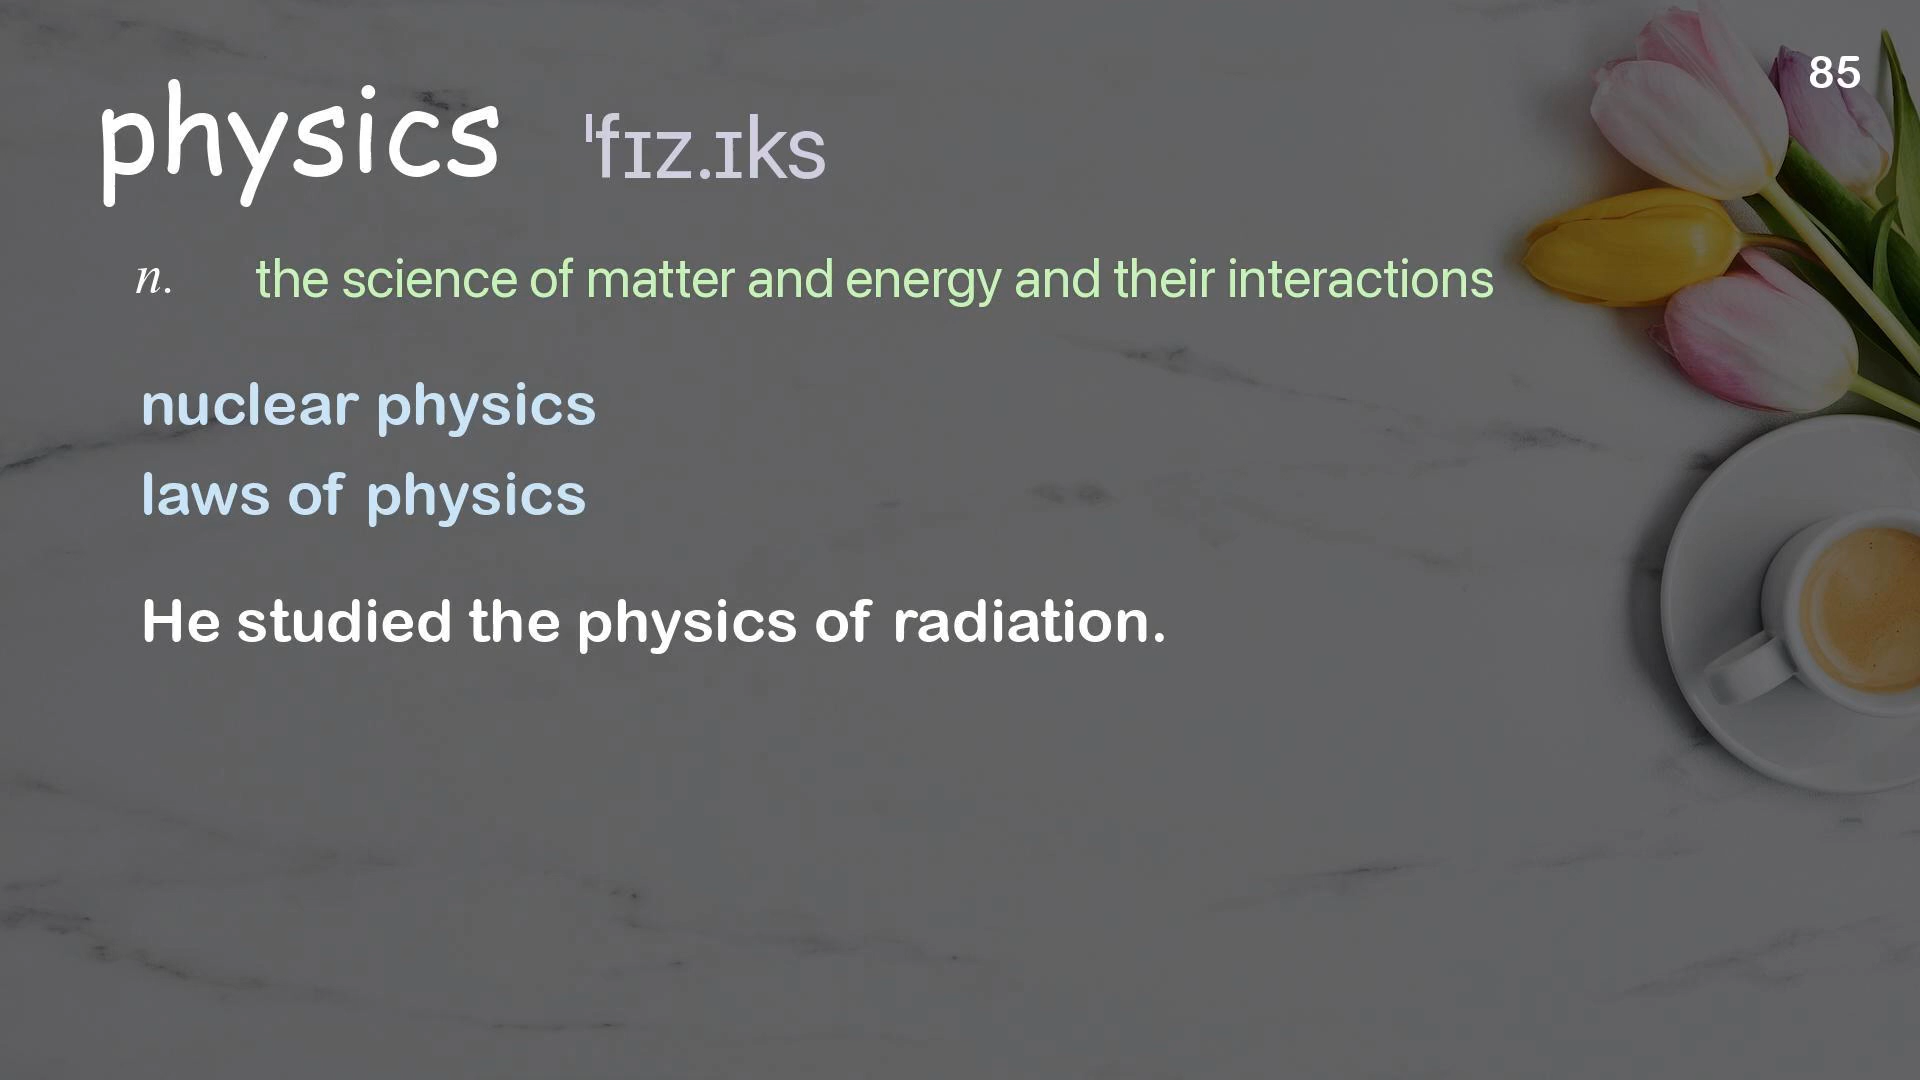 85
physics ˈfɪz.ɪks
n. the science of matter and energy and their interactions
nuclear physics
laws of physics
He studied the physics of radiation.